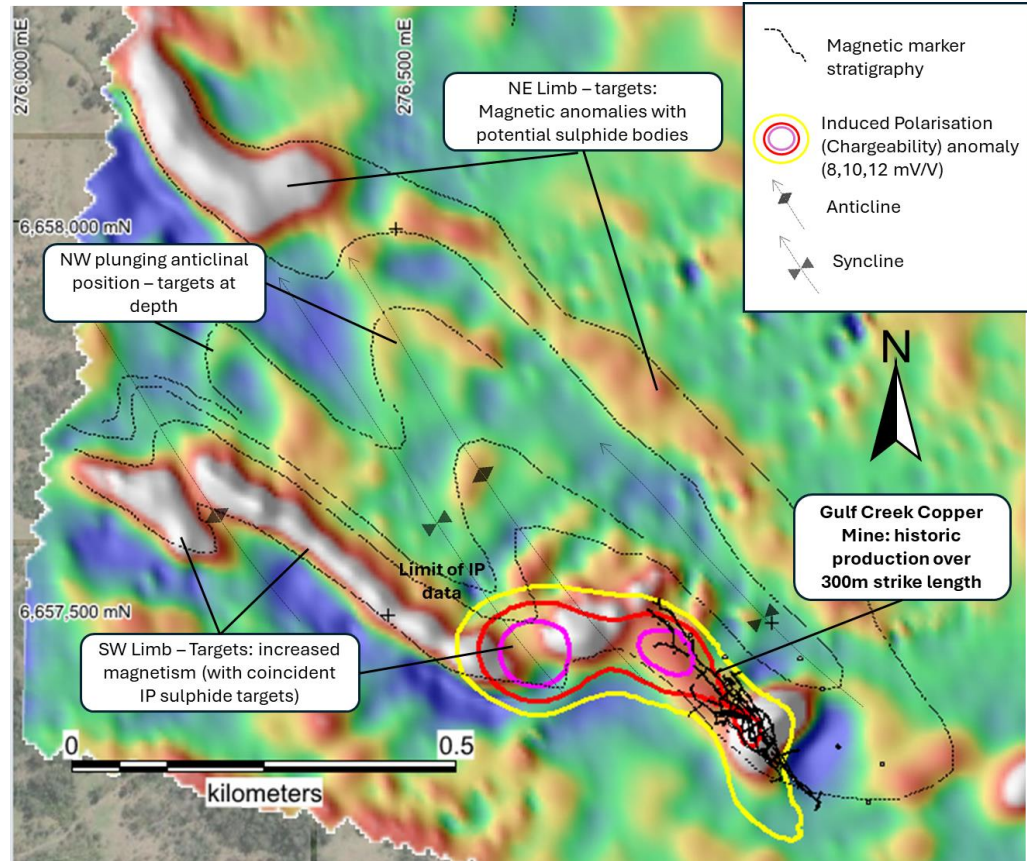 276,000 mE
276,500 mE
NE Limb – targets:
Magnetic anomalies with
potential sulphide bodies
Magnetic marker
stratigraphy
Induced Polarisation
(Chargeability) anomaly
(8,10,12 mV/V)
Anticline
Syncline
6,658,000 mN
NW plunging anticlinal
position – targets at
depth
N
Gulf Creek Copper
Mine: historic
production over
300m strike length
Limit of IP
data
6,657,500 mN
SW Limb – Targets: increased
magnetism (with coincident
IP sulphide targets)
0
0.5
kilometers